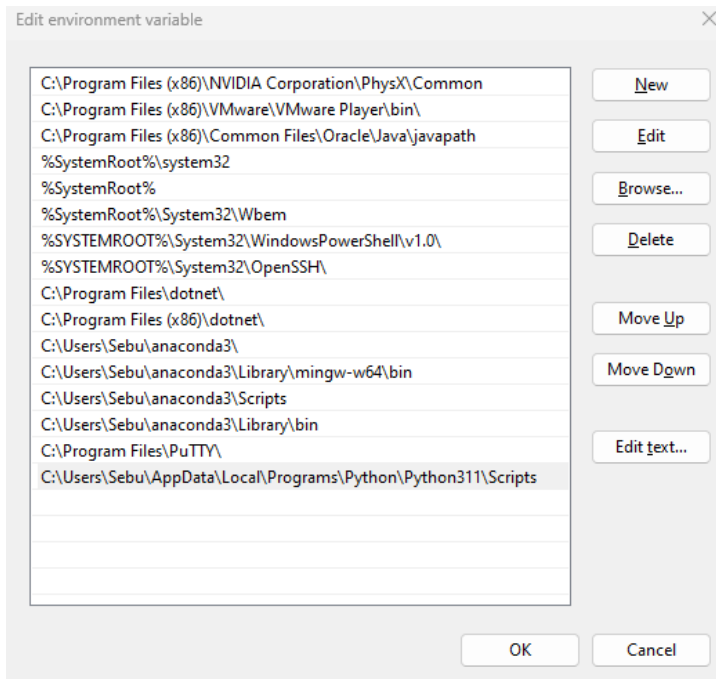 Edit environment variable
C:\Program Files (x86)\NVIDIA Corporation\PhysX\Common
C:\Program Files (x86)\VMware\VMware Player\bin\
C:\Program Files (x86)\Common Files\Oracle\Java\javapath
%SystemRoot%\system32
%SystemRoot%
%SystemRoot%\System32\Wbem
%SYSTEMROOT%\System32\WindowsPowerShell\v1.0\
%SYSTEMROOT%\System32\OpenSSH\
C:\Program Files\dotnet\
C:\Program Files (x86)\dotnet\
C:\Users\Sebu\anaconda3\
C:\Users\Sebu\anaconda3\Library\mingw-w64\bin
C:\Users\Sebu\anaconda3\Scripts
C:\Users\Sebu\anaconda3\Library\bin
C:\Program Files\PuTTY\
C:\Users\Sebu\AppData\Local\Programs\Python\Python311\Scripts
New
Edit
Browse...
Delete
Move Up
Move Down
Edit text...
OK
Cancel